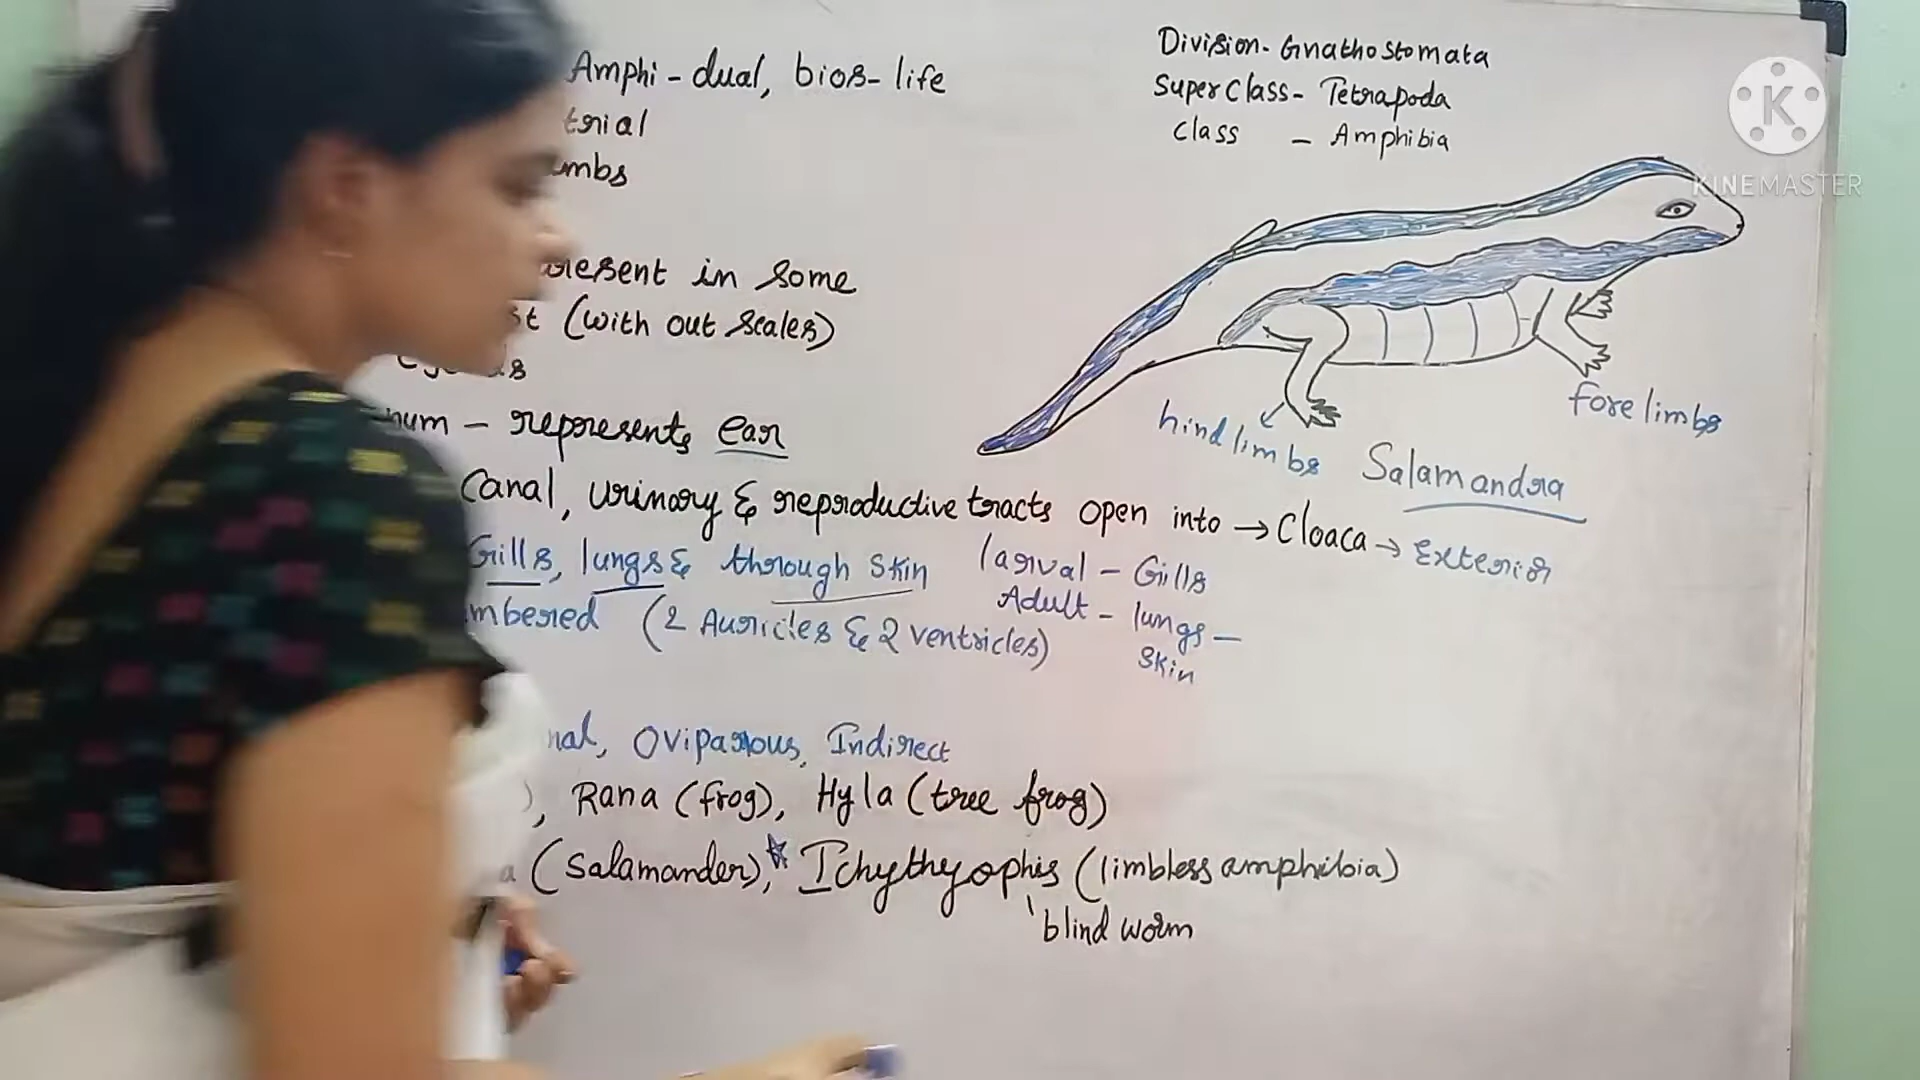 Amphi - dual, bios - life
trial
imbs
present in some
st (with out scales)
num - represents ear
Canal, urinary & reproductive tracts open into → Cloaca → Exterior
Gills, lungs & through skin
mbered (2 Auricles & 2 ventricles)
larval - Gills
Adult - lungs -
skin
nal, Oviparous, Indirect
), Rana (frog), Hyla (tree frog)
a (Salamander), Ichythyophis (limbless amphibia)
blind worm
Division - Gnathostomata
Super Class - Tetrapoda
Class - Amphibia
hind limbs
fore limbs
Salamandra
K
KINEMASTER